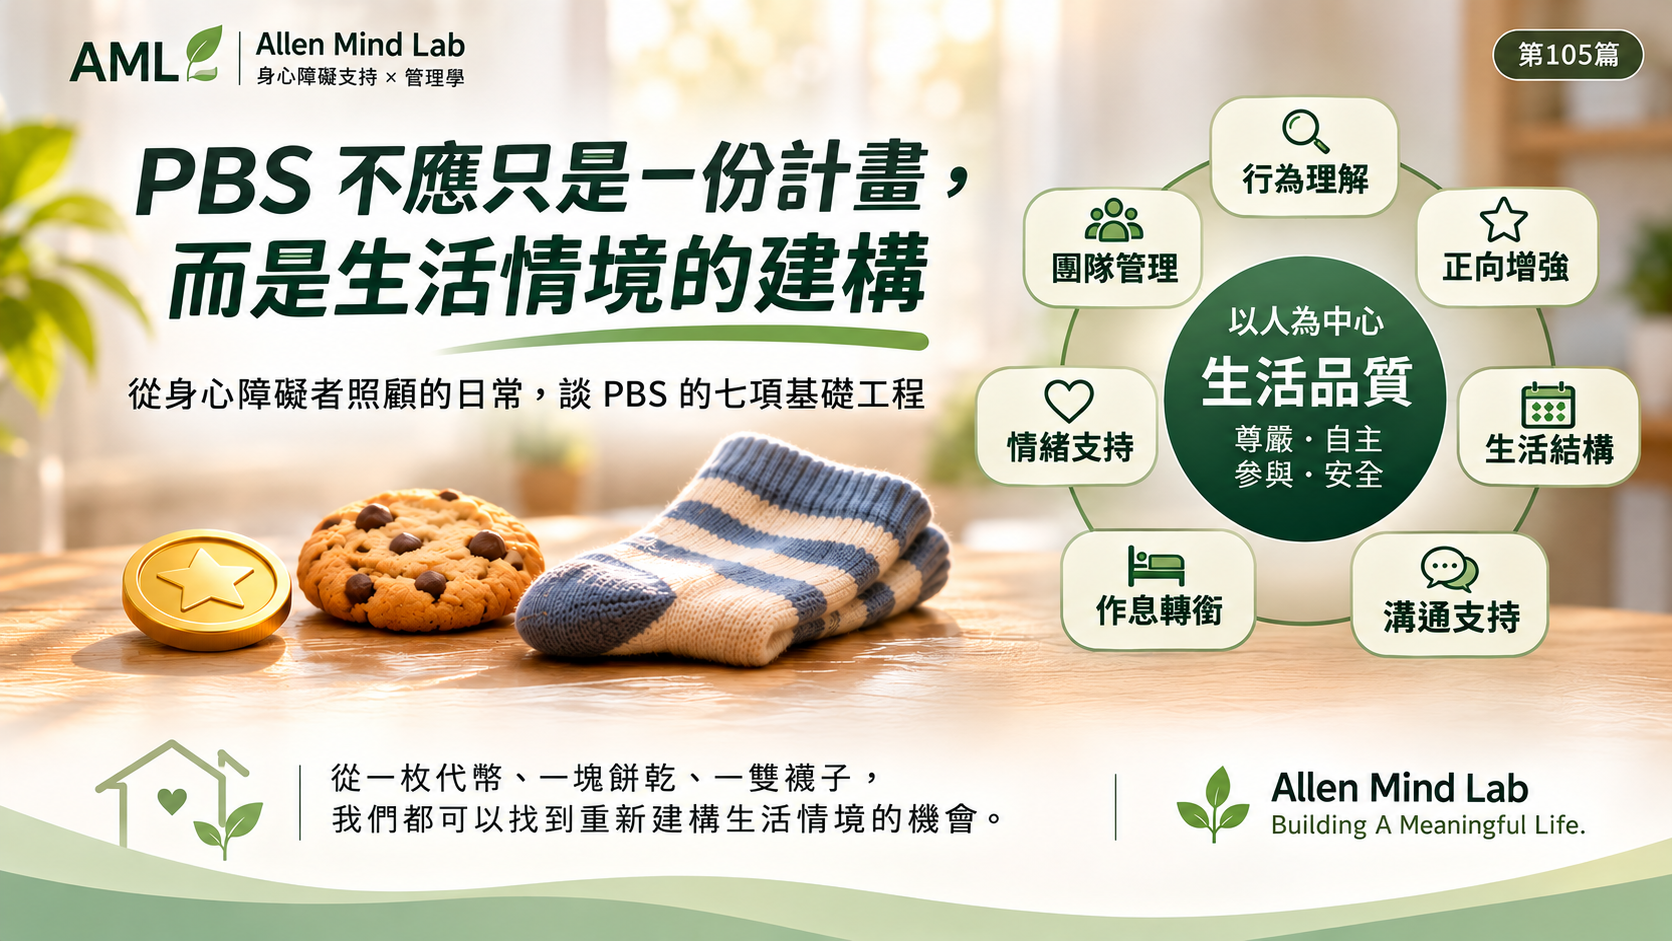 AML
Allen Mind Lab
身心障礙支持 × 管理學
第105篇
PBS 不應只是一份計畫，
而是生活情境的建構
從身心障礙者照顧的日常，談 PBS 的七項基礎工程
行為理解
團隊管理
正向增強
以人為中心
生活品質
尊嚴・自主
參與・安全
情緒支持
生活結構
作息轉銜
溝通支持
從一枚代幣、一塊餅乾、一雙襪子，
我們都可以找到重新建構生活情境的機會。
Allen Mind Lab
Building A Meaningful Life.